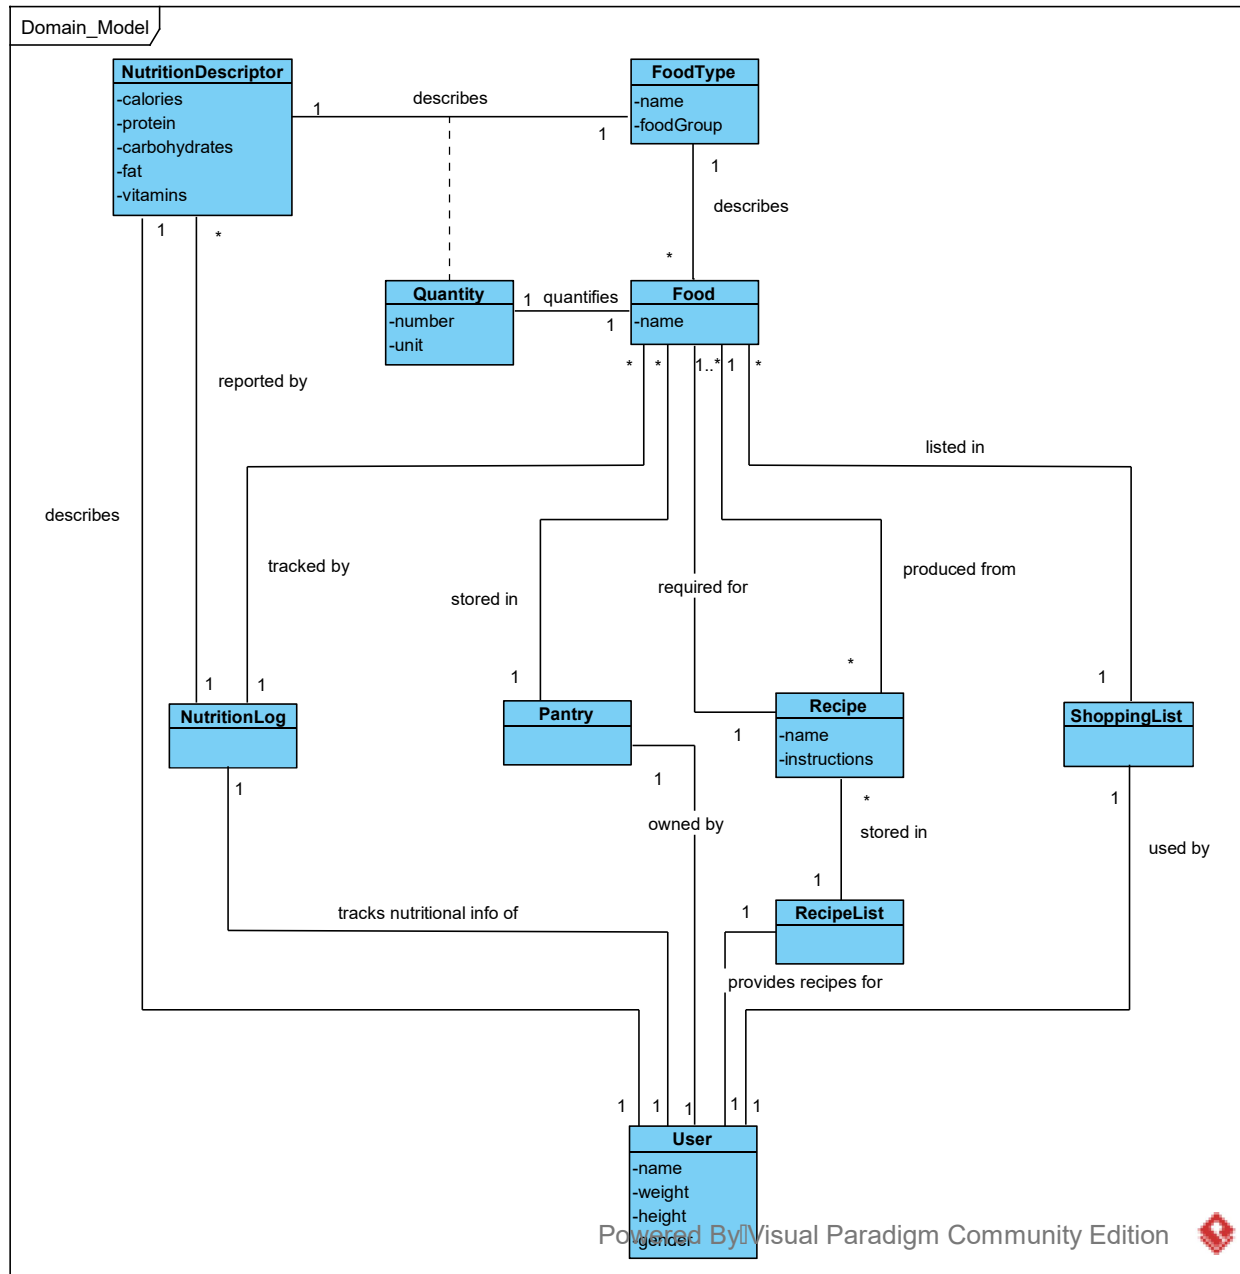 Domain_Model
NutritionDescriptor
-calories
-protein
-carbohydrates
-fat
-vitamins
FoodType
-name
-foodGroup
1
describes
1
1
describes
*
1
*
Quantity
-number
-unit
1
quantifies
1
Food
-name
*
*
1..*
1
*
reported by
listed in
describes
tracked by
stored in
required for
produced from
1
1
1
*
1
1
NutritionLog
Pantry
Recipe
-name
-instructions
ShoppingList
1
1
*
1
owned by
stored in
used by
1
1
RecipeList
tracks nutritional info of
provides recipes for
1
1
1
1
1
User
-name
-weight
-height
-gender
Powered By Visual Paradigm Community Edition